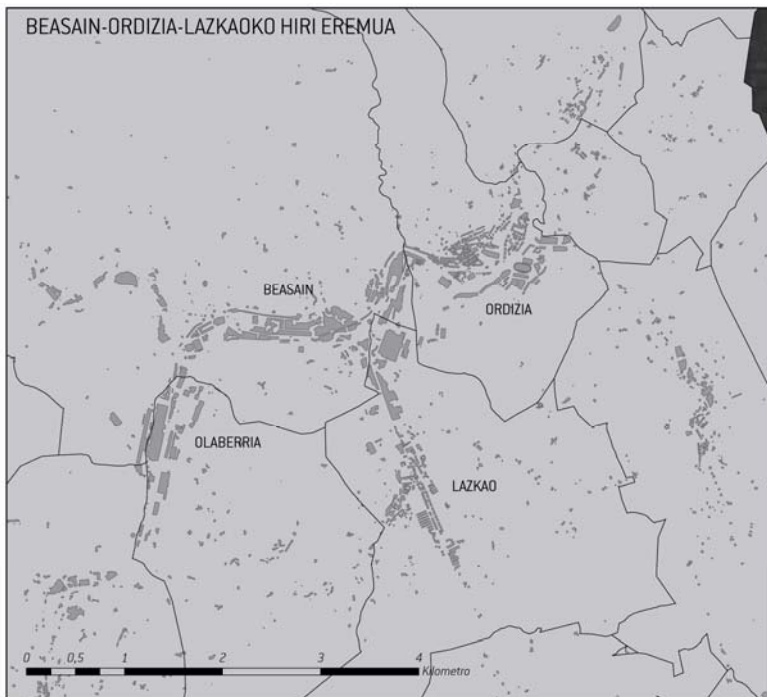 BEASAIN-ORDIZIA-LAZKAOKO HIRI EREMUA
BEASAIN
ORDIZIA
OLABERRIA
LAZKAO
0 0,5 1 2 3 4
Kilometro